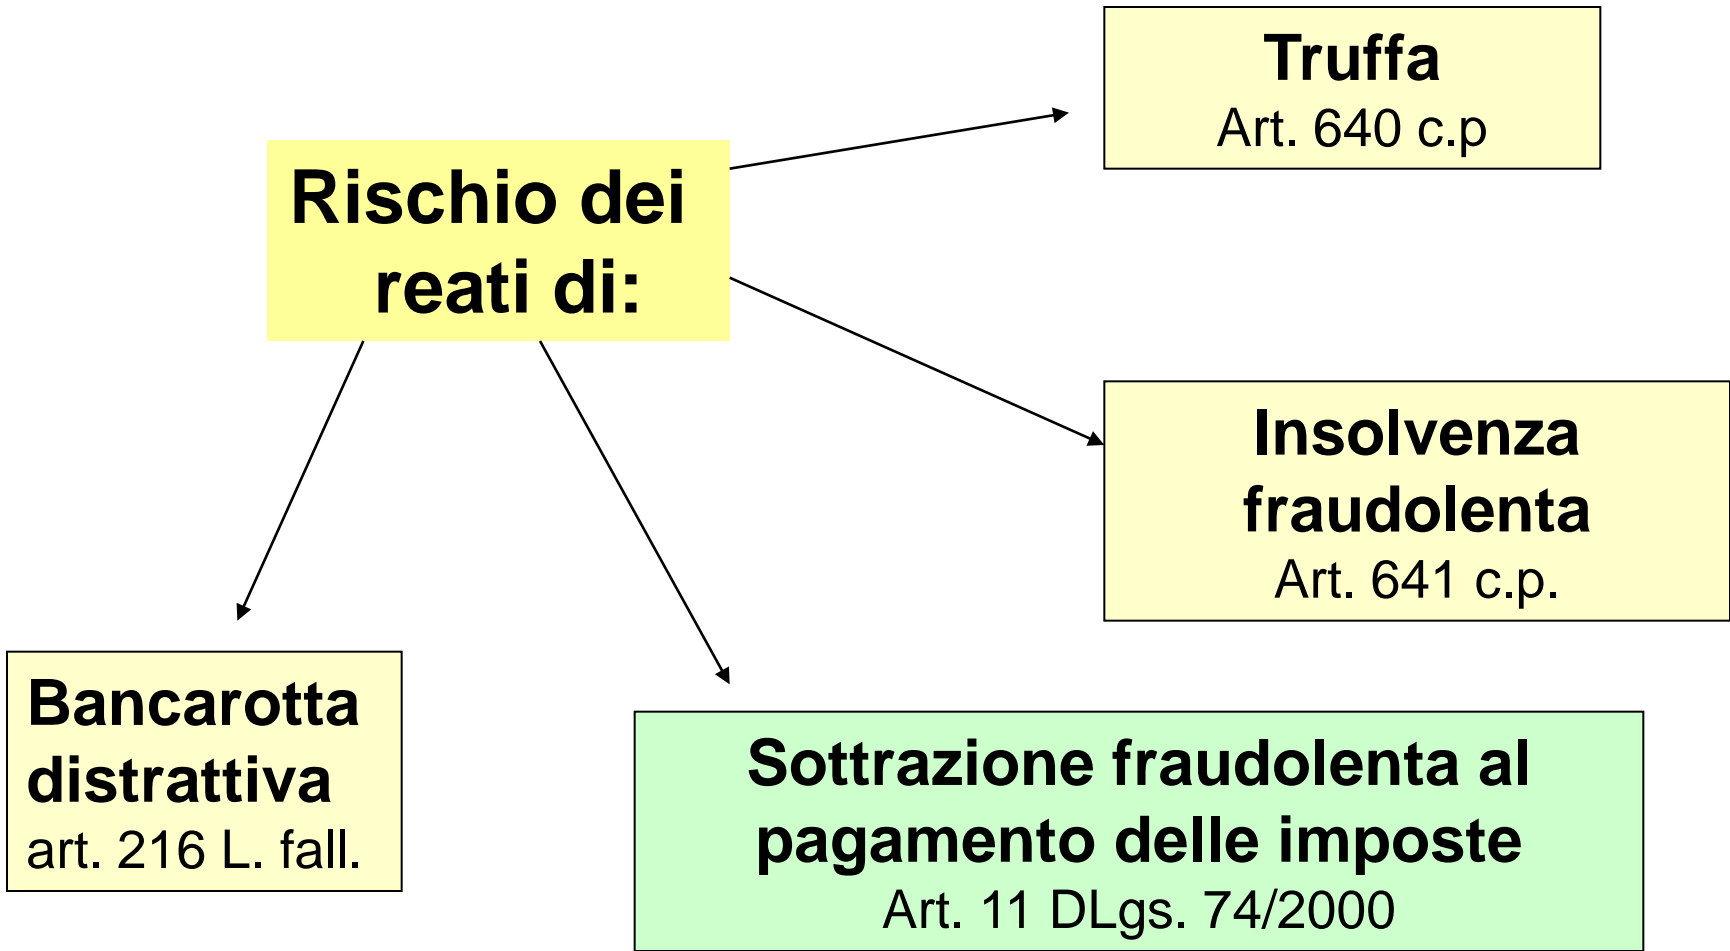 Truffa
Art. 640 c.p
Rischio dei
reati di:
Insolvenza
fraudolenta
Art. 641 c.p.
Bancarotta
distrattiva
art. 216 L. fall.
Sottrazione fraudolenta al
pagamento delle imposte
Art. 11 DLgs. 74/2000